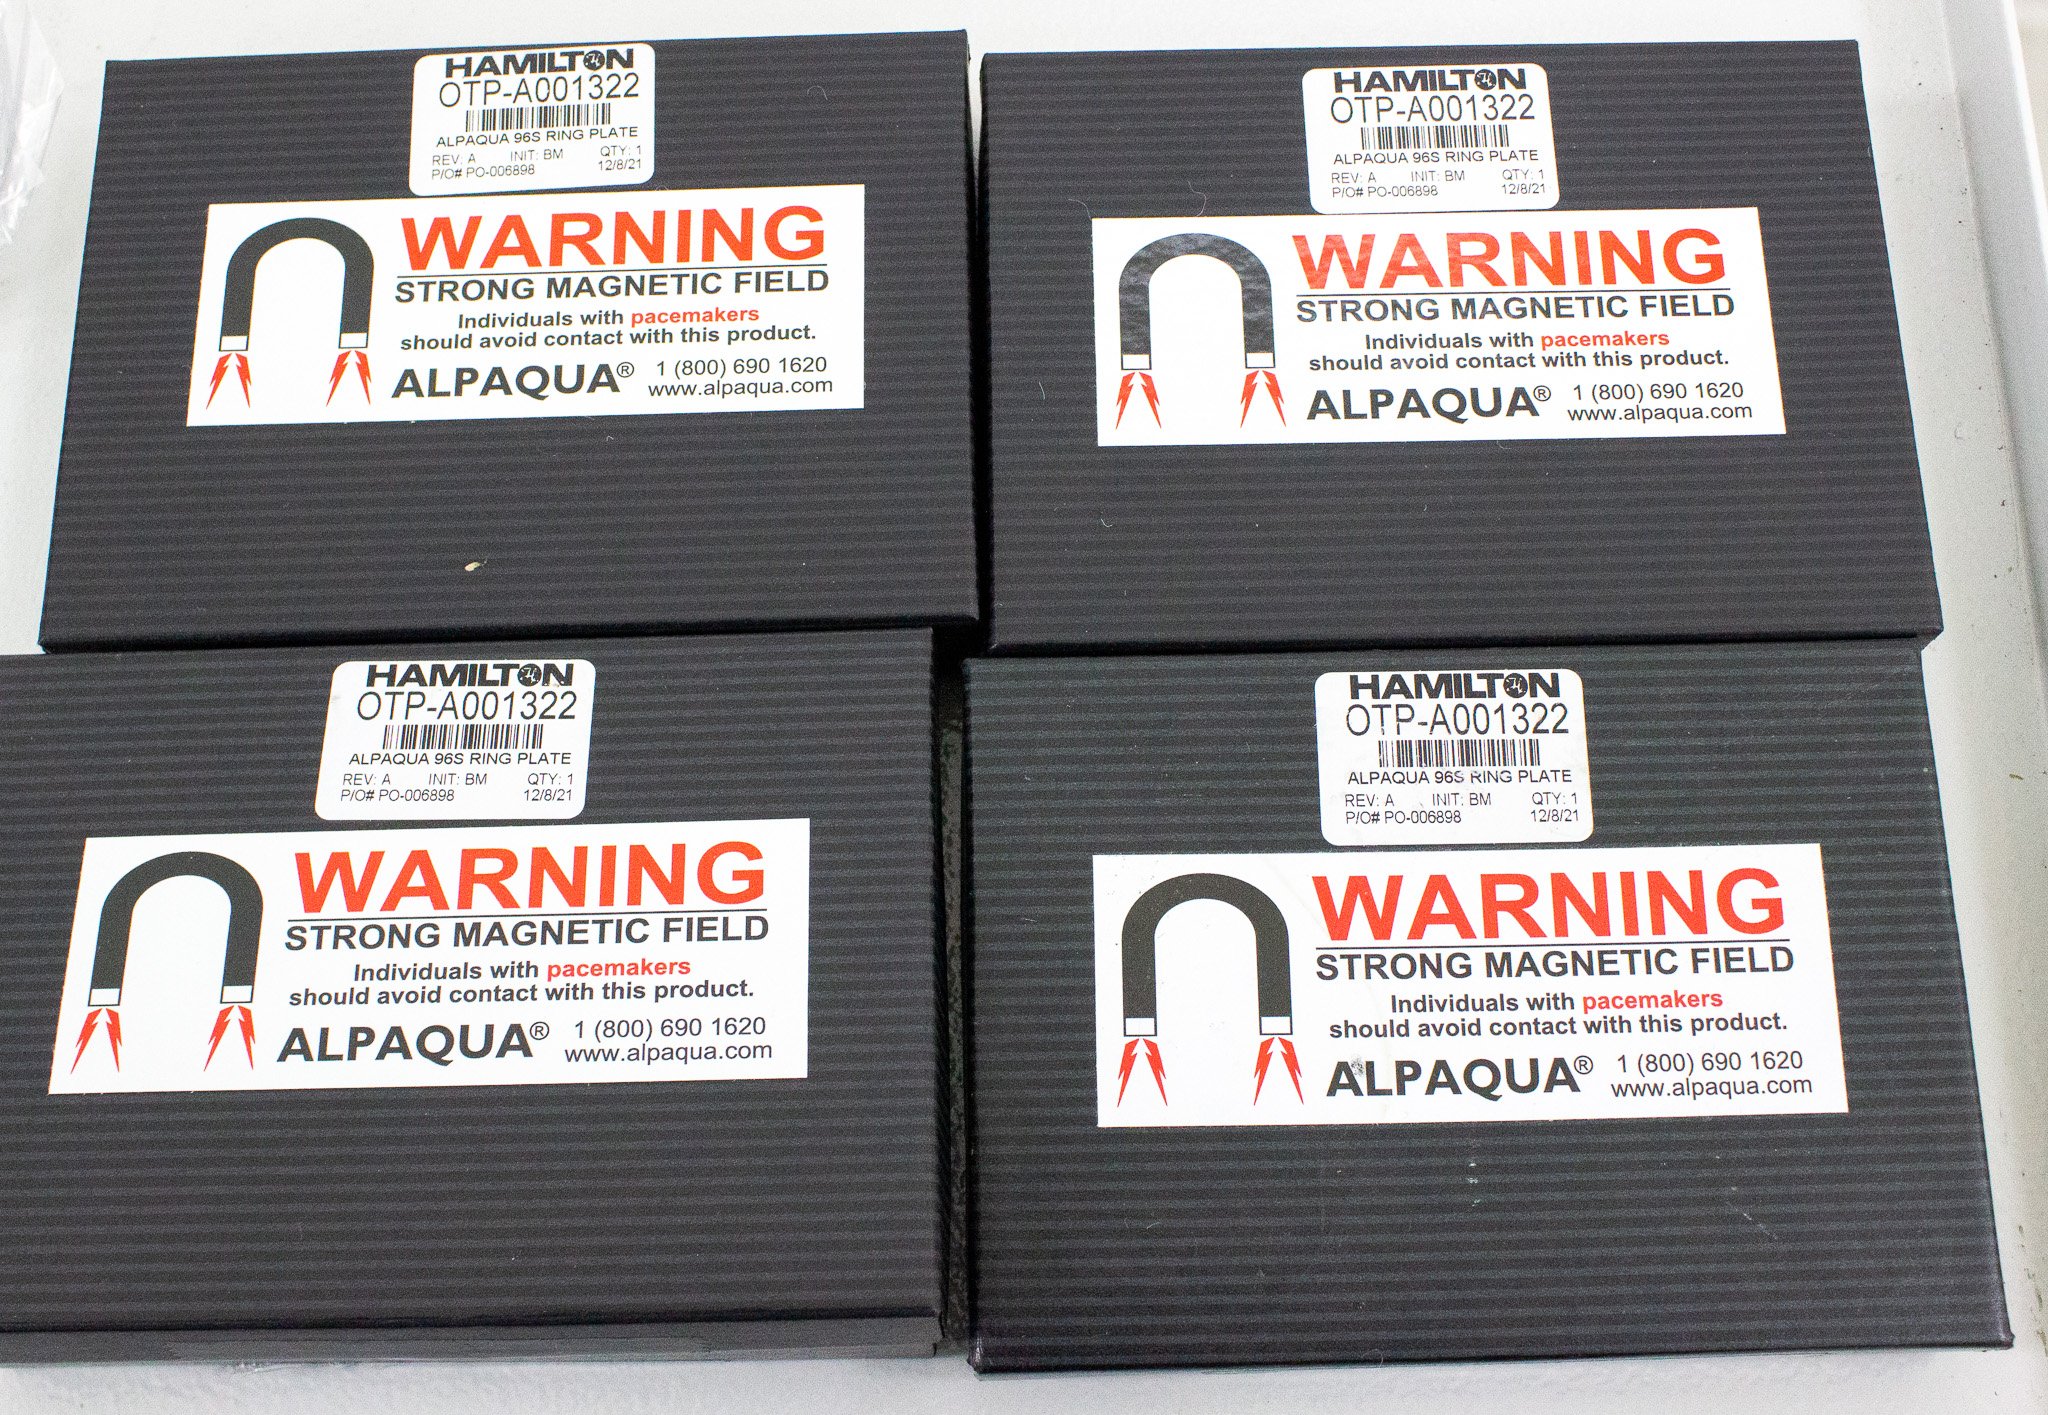 HAMILTON
OTP-A001322
ALPAQUA 96S RING PLATE
REV: A INIT: BM QTY: 1
P/O# PO-006898 12/8/21
WARNING
STRONG MAGNETIC FIELD
Individuals with pacemakers
should avoid contact with this product.
ALPAQUA® 1 (800) 690 1620
www.alpaqua.com
HAMILTON
OTP-A001322
ALPAQUA 96S RING PLATE
REV: A INIT: BM QTY: 1
P/O# PO-006898 12/8/21
WARNING
STRONG MAGNETIC FIELD
Individuals with pacemakers
should avoid contact with this product.
ALPAQUA® 1 (800) 690 1620
www.alpaqua.com
HAMILTON
OTP-A001322
ALPAQUA 96S RING PLATE
REV: A INIT: BM QTY: 1
P/O# PO-006898 12/8/21
WARNING
STRONG MAGNETIC FIELD
Individuals with pacemakers
should avoid contact with this product.
ALPAQUA® 1 (800) 690 1620
www.alpaqua.com
HAMILTON
OTP-A001322
ALPAQUA 96S RING PLATE
REV: A INIT: BM QTY: 1
P/O# PO-006898 12/8/21
WARNING
STRONG MAGNETIC FIELD
Individuals with pacemakers
should avoid contact with this product.
ALPAQUA® 1 (800) 690 1620
www.alpaqua.com